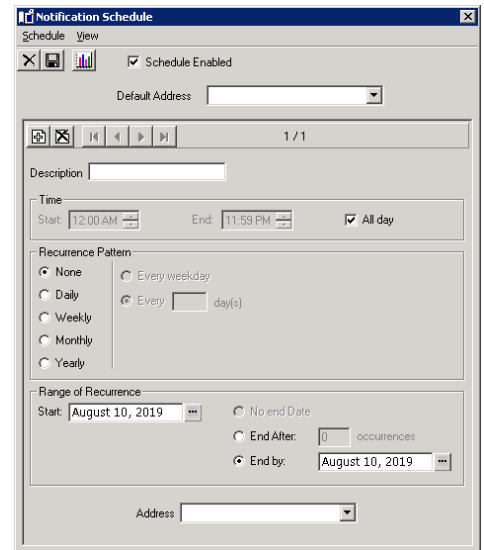 Notification Schedule
Schedule View
Schedule Enabled
Default Address
1 / 1
Description
Time
Start: 12:00 AM End: 11:59 PM All day
Recurrence Pattern
None
Daily
Weekly
Monthly
Yearly
Every weekday
Every day(s)
Range of Recurrence
Start: August 10, 2019
No end Date
End After: 0 occurrences
End by: August 10, 2019
Address